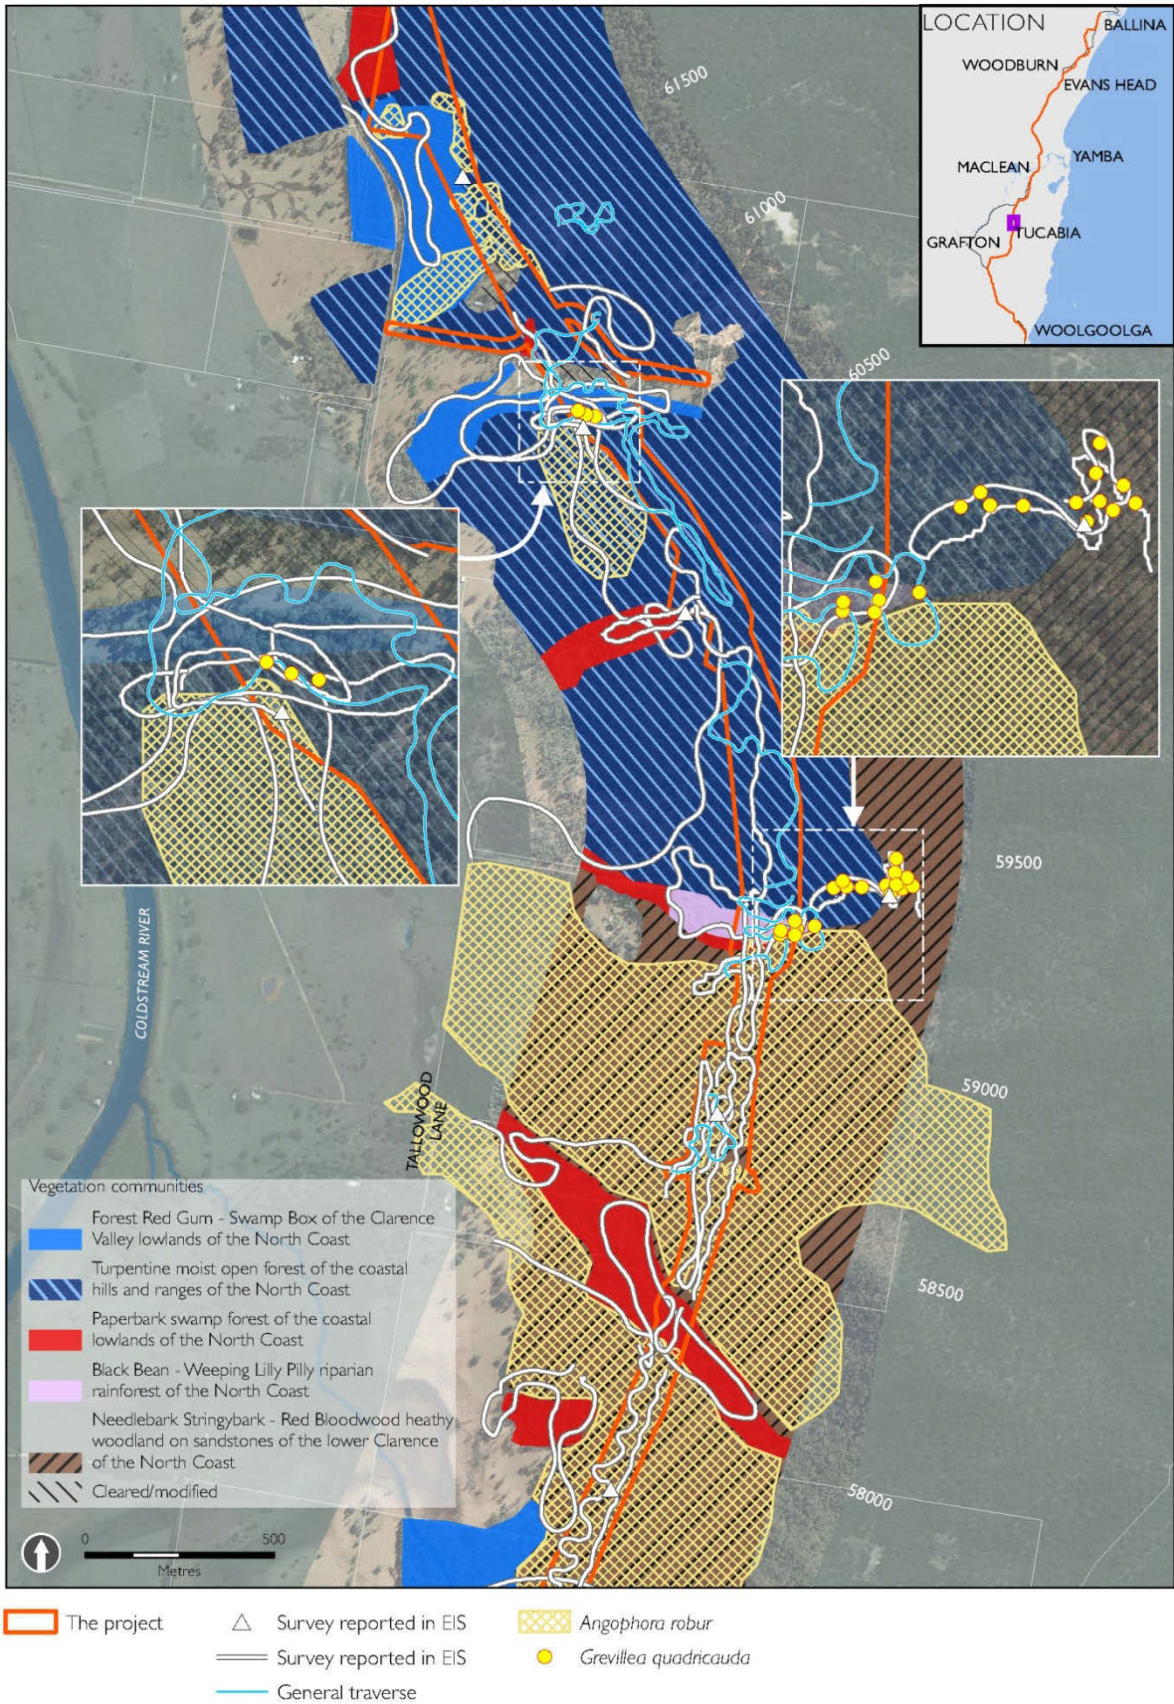 LOCATION
BALLINA
WOODBURN
EVANS HEAD
MACLEAN
YAMBA
GRAFTON
TUCABIA
WOOLGOOLGA
61500
61000
60500
59500
59000
58500
58000
COLDSTREAM RIVER
TALLOWOOD
LANE
Vegetation communities
Forest Red Gum - Swamp Box of the Clarence
Valley lowlands of the North Coast
Turpentine moist open forest of the coastal
hills and ranges of the North Coast
Paperbark swamp forest of the coastal
lowlands of the North Coast
Black Bean - Weeping Lilly Pilly riparian
rainforest of the North Coast
Needlebark Stringybark - Red Bloodwood heathy
woodland on sandstones of the lower Clarence
of the North Coast
Cleared/modified
0 500
Metres
The project
Survey reported in EIS
Survey reported in EIS
General traverse
Angophora robur
Grevillea quadricauda